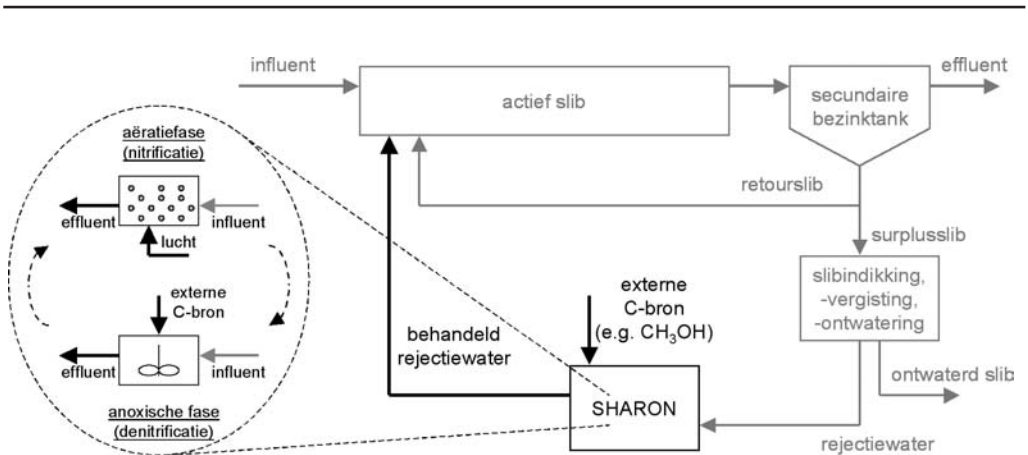 influent
actief slib
secundaire
bezinktank
effluent
retourslib
surplusslib
slibindikking,
-vergisting,
-ontwatering
ontwaterd slib
rejectiewater
externe
C-bron
(e.g. CH₃OH)
SHARON
behandeld
rejectiewater
aëratiefase
(nitrificatie)
effluent
influent
lucht
externe
C-bron
effluent
influent
anoxische fase
(denitrificatie)